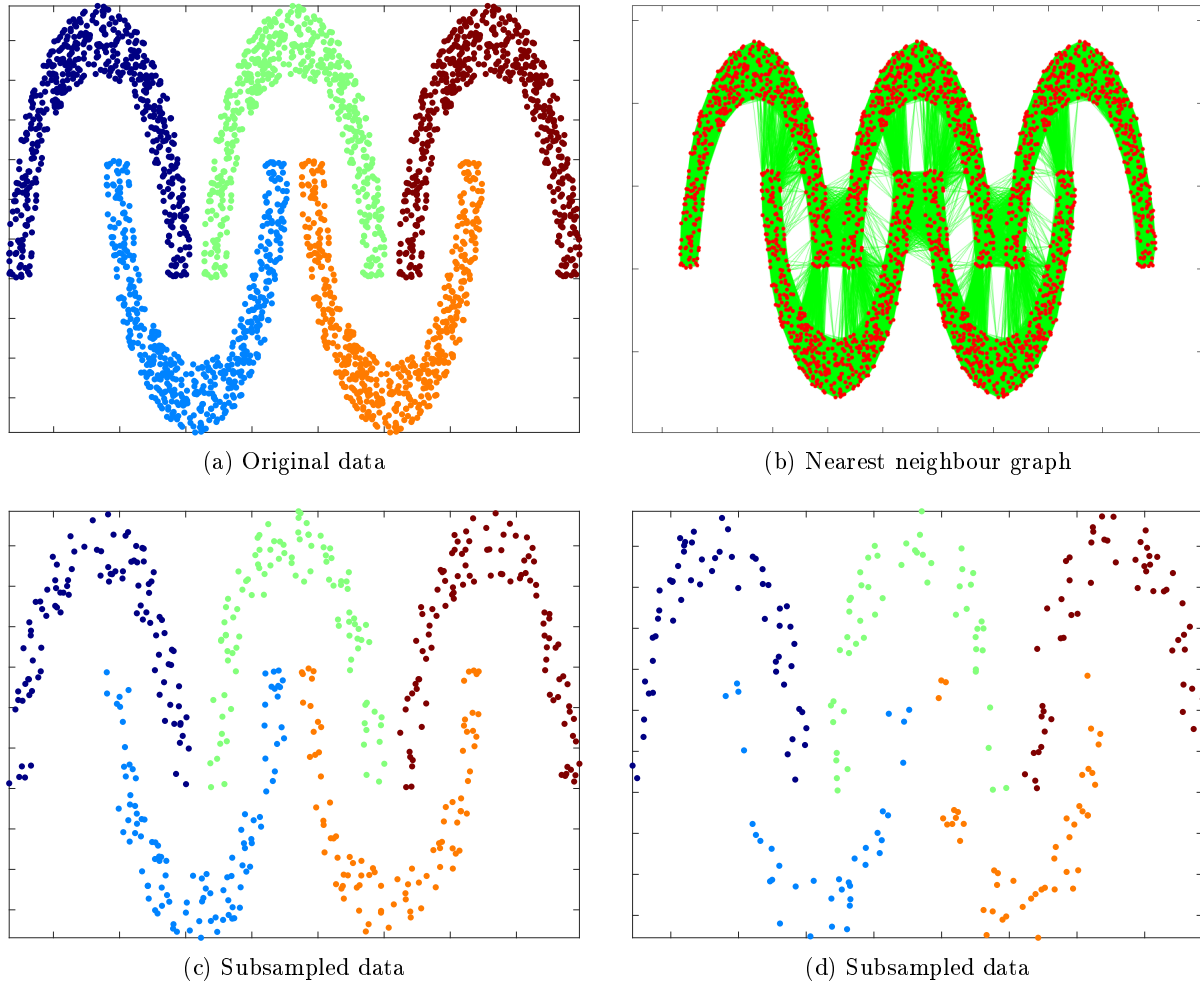 (a) Original data
(b) Nearest neighbour graph
(c) Subsampled data
(d) Subsampled data